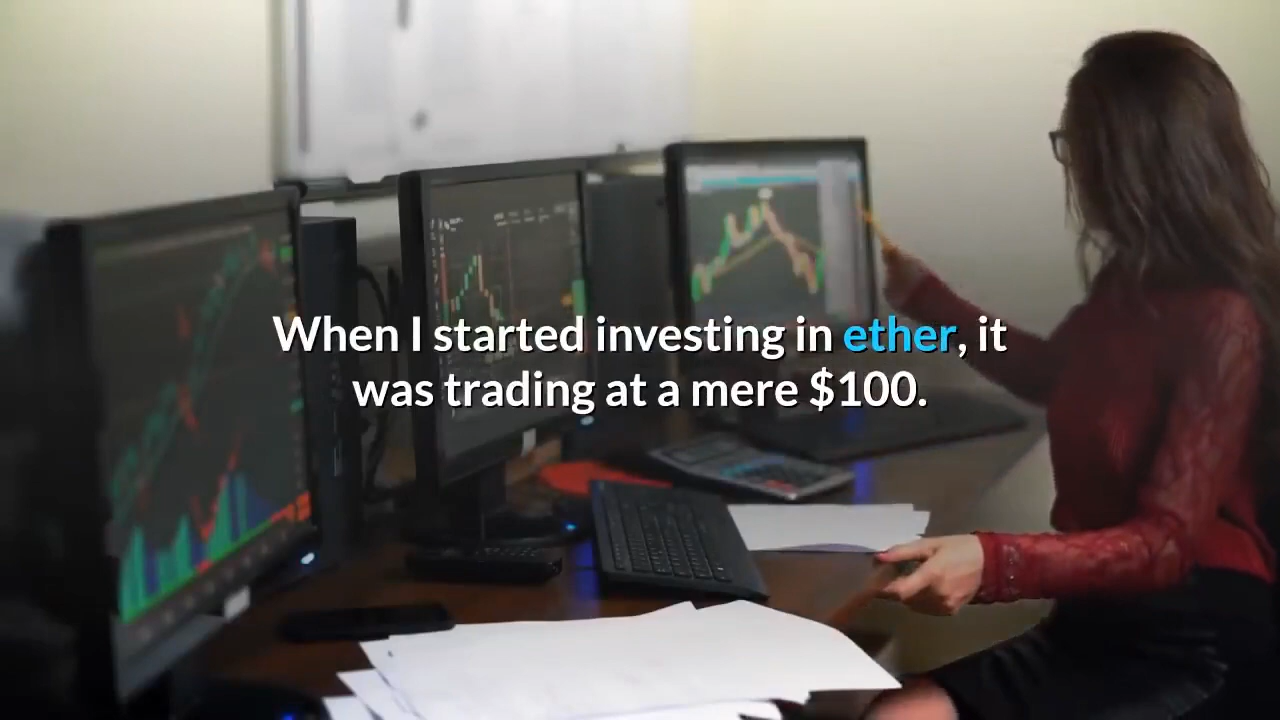 When I started investing in ether, it
was trading at a mere $100.